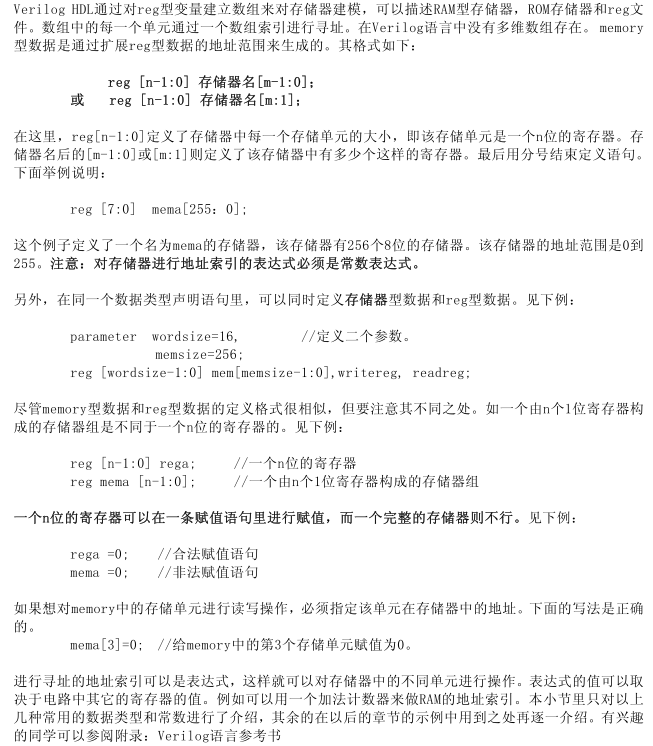 Verilog HDL通过对reg型变量建立数组来对存储器建模，可以描述RAM型存储器，ROM存储器和reg文
件。数组中的每一个单元通过一个数组索引进行寻址。在Verilog语言中没有多维数组存在。 memory
型数据是通过扩展reg型数据的地址范围来生成的。其格式如下：
reg [n-1:0] 存储器名[m-1:0];
或 reg [n-1:0] 存储器名[m:1];
在这里，reg[n-1:0]定义了存储器中每一个存储单元的大小，即该存储单元是一个n位的寄存器。存
储器名后的[m-1:0]或[m:1]则定义了该存储器中有多少个这样的寄存器。最后用分号结束定义语句。
下面举例说明：
reg [7:0] mema[255：0];
这个例子定义了一个名为mema的存储器，该存储器有256个8位的存储器。该存储器的地址范围是0到
255。注意：对存储器进行地址索引的表达式必须是常数表达式。
另外，在同一个数据类型声明语句里，可以同时定义存储器型数据和reg型数据。见下例：
parameter wordsize=16, //定义二个参数。
memsize=256;
reg [wordsize-1:0] mem[memsize-1:0],writereg, readreg;
尽管memory型数据和reg型数据的定义格式很相似，但要注意其不同之处。如一个由n个1位寄存器构
成的存储器组是不同于一个n位的寄存器的。见下例：
reg [n-1:0] rega; //一个n位的寄存器
reg mema [n-1:0]; //一个由n个1位寄存器构成的存储器组
一个n位的寄存器可以在一条赋值语句里进行赋值，而一个完整的存储器则不行。见下例：
rega =0; //合法赋值语句
mema =0; //非法赋值语句
如果想对memory中的存储单元进行读写操作，必须指定该单元在存储器中的地址。下面的写法是正确
的。
mema[3]=0; //给memory中的第3个存储单元赋值为0。
进行寻址的地址索引可以是表达式，这样就可以对存储器中的不同单元进行操作。表达式的值可以取
决于电路中其它的寄存器的值。例如可以用一个加法计数器来做RAM的地址索引。本小节里只对以上
几种常用的数据类型和常数进行了介绍，其余的在以后的章节的示例中用到之处再逐一介绍。有兴趣
的同学可以参阅附录：Verilog语言参考书